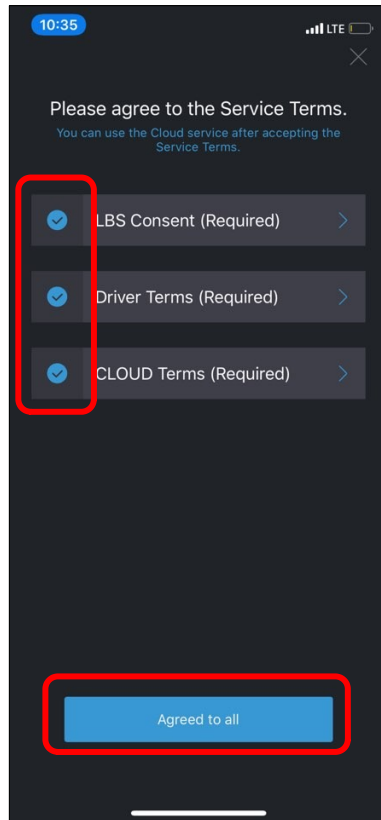 10:35
LTE
Please agree to the Service Terms.
You can use the Cloud service after accepting the
Service Terms.
LBS Consent (Required)
Driver Terms (Required)
CLOUD Terms (Required)
Agreed to all